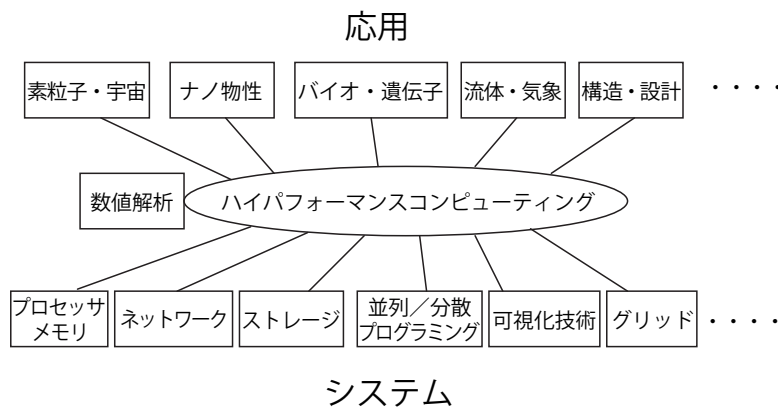 応用
素粒子・宇宙
ナノ物性
バイオ・遺伝子
流体・気象
構造・設計
・・・・
数値解析
ハイパフォーマンスコンピューティング
プロセッサ
メモリ
ネットワーク
ストレージ
並列／分散
プログラミング
可視化技術
グリッド
・・・・
システム